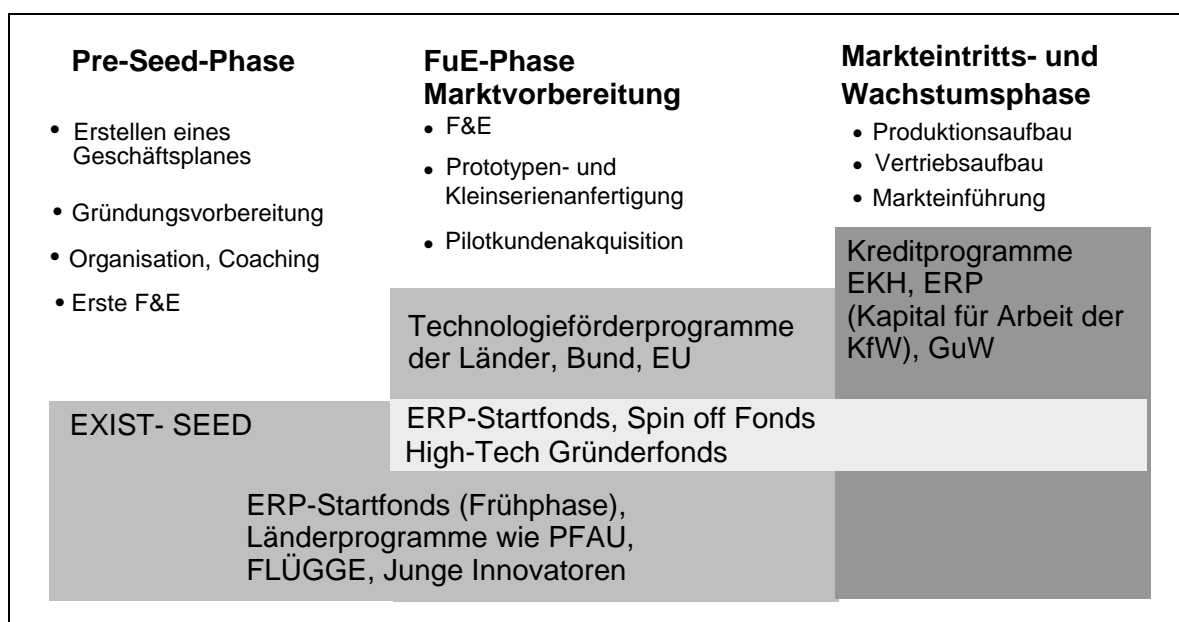 Pre-Seed-Phase
• Erstellen eines
Geschäftsplanes
• Gründungsvorbereitung
• Organisation, Coaching
• Erste F&E
FuE-Phase
Marktvorbereitung
• F&E
• Prototypen- und
Kleinserienanfertigung
• Pilotkundenakquisition
Markteintritts- und
Wachstumsphase
• Produktionsaufbau
• Vertriebsaufbau
• Markteinführung
Kreditprogramme
EKH, ERP
(Kapital für Arbeit der
KfW), GuW
Technologieförderprogramme
der Länder, Bund, EU
EXIST- SEED
ERP-Startfonds, Spin off Fonds
High-Tech Gründerfonds
ERP-Startfonds (Frühphase),
Länderprogramme wie PFAU,
FLÜGGE, Junge Innovatoren